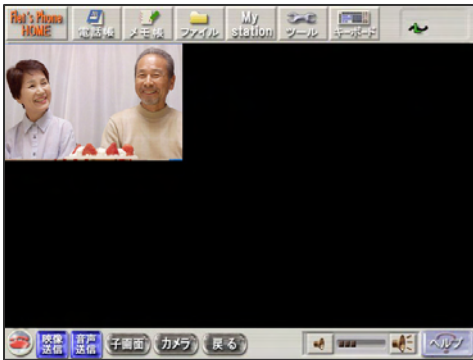 Flet's Phone
HOME
電話帳
メモ帳
ファイル
My
station
ツール
キーボード
映像
送信
音声
送信
子画面
カメラ
戻る
ヘルプ